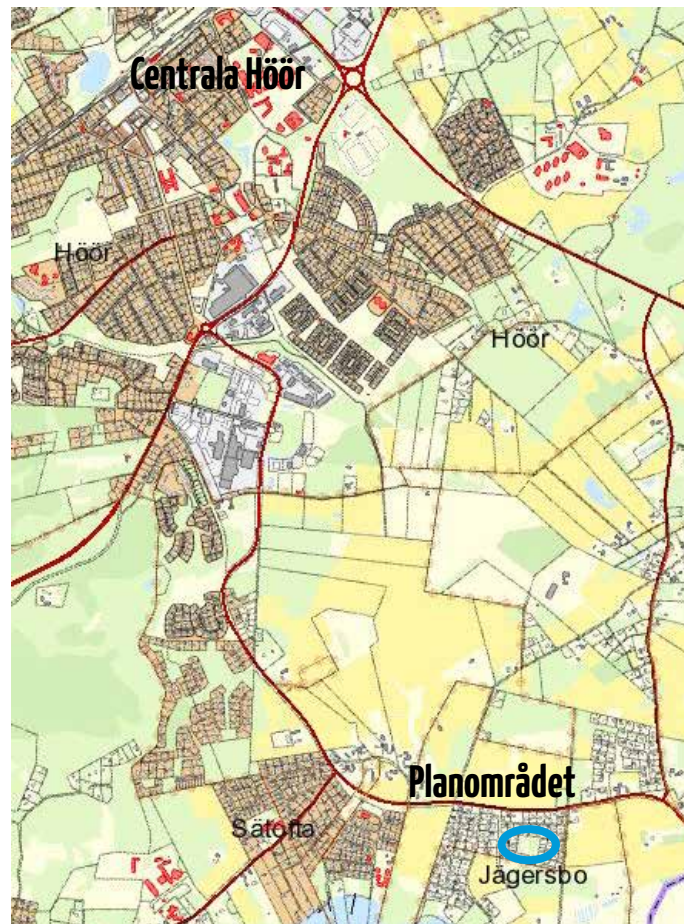 Centrala Höör
Höör
Höör
Planområdet
Sätofta
Jägersbo